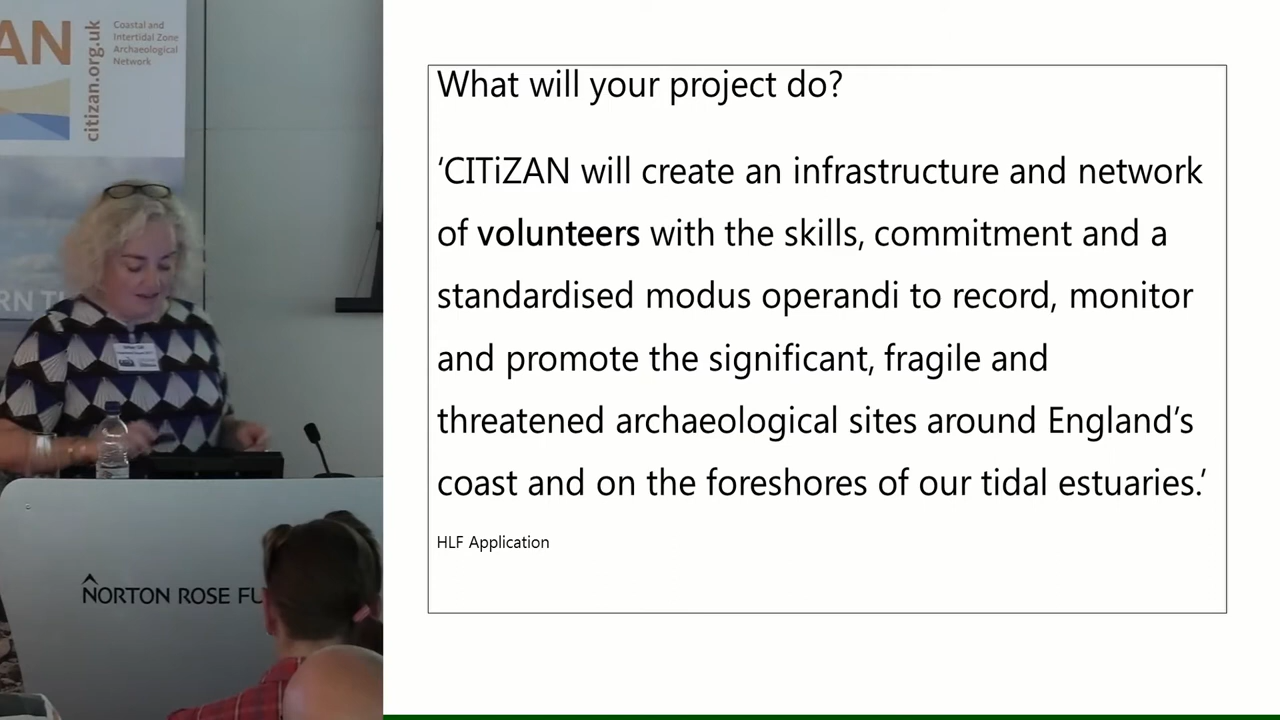 AN
citizan.org.uk
Coastal and
Intertidal Zone
Archaeological
Network
RN
NORTON ROSE FU
What will your project do?
‘CITiZAN will create an infrastructure and network
of volunteers with the skills, commitment and a
standardised modus operandi to record, monitor
and promote the significant, fragile and
threatened archaeological sites around England’s
coast and on the foreshores of our tidal estuaries.’
HLF Application